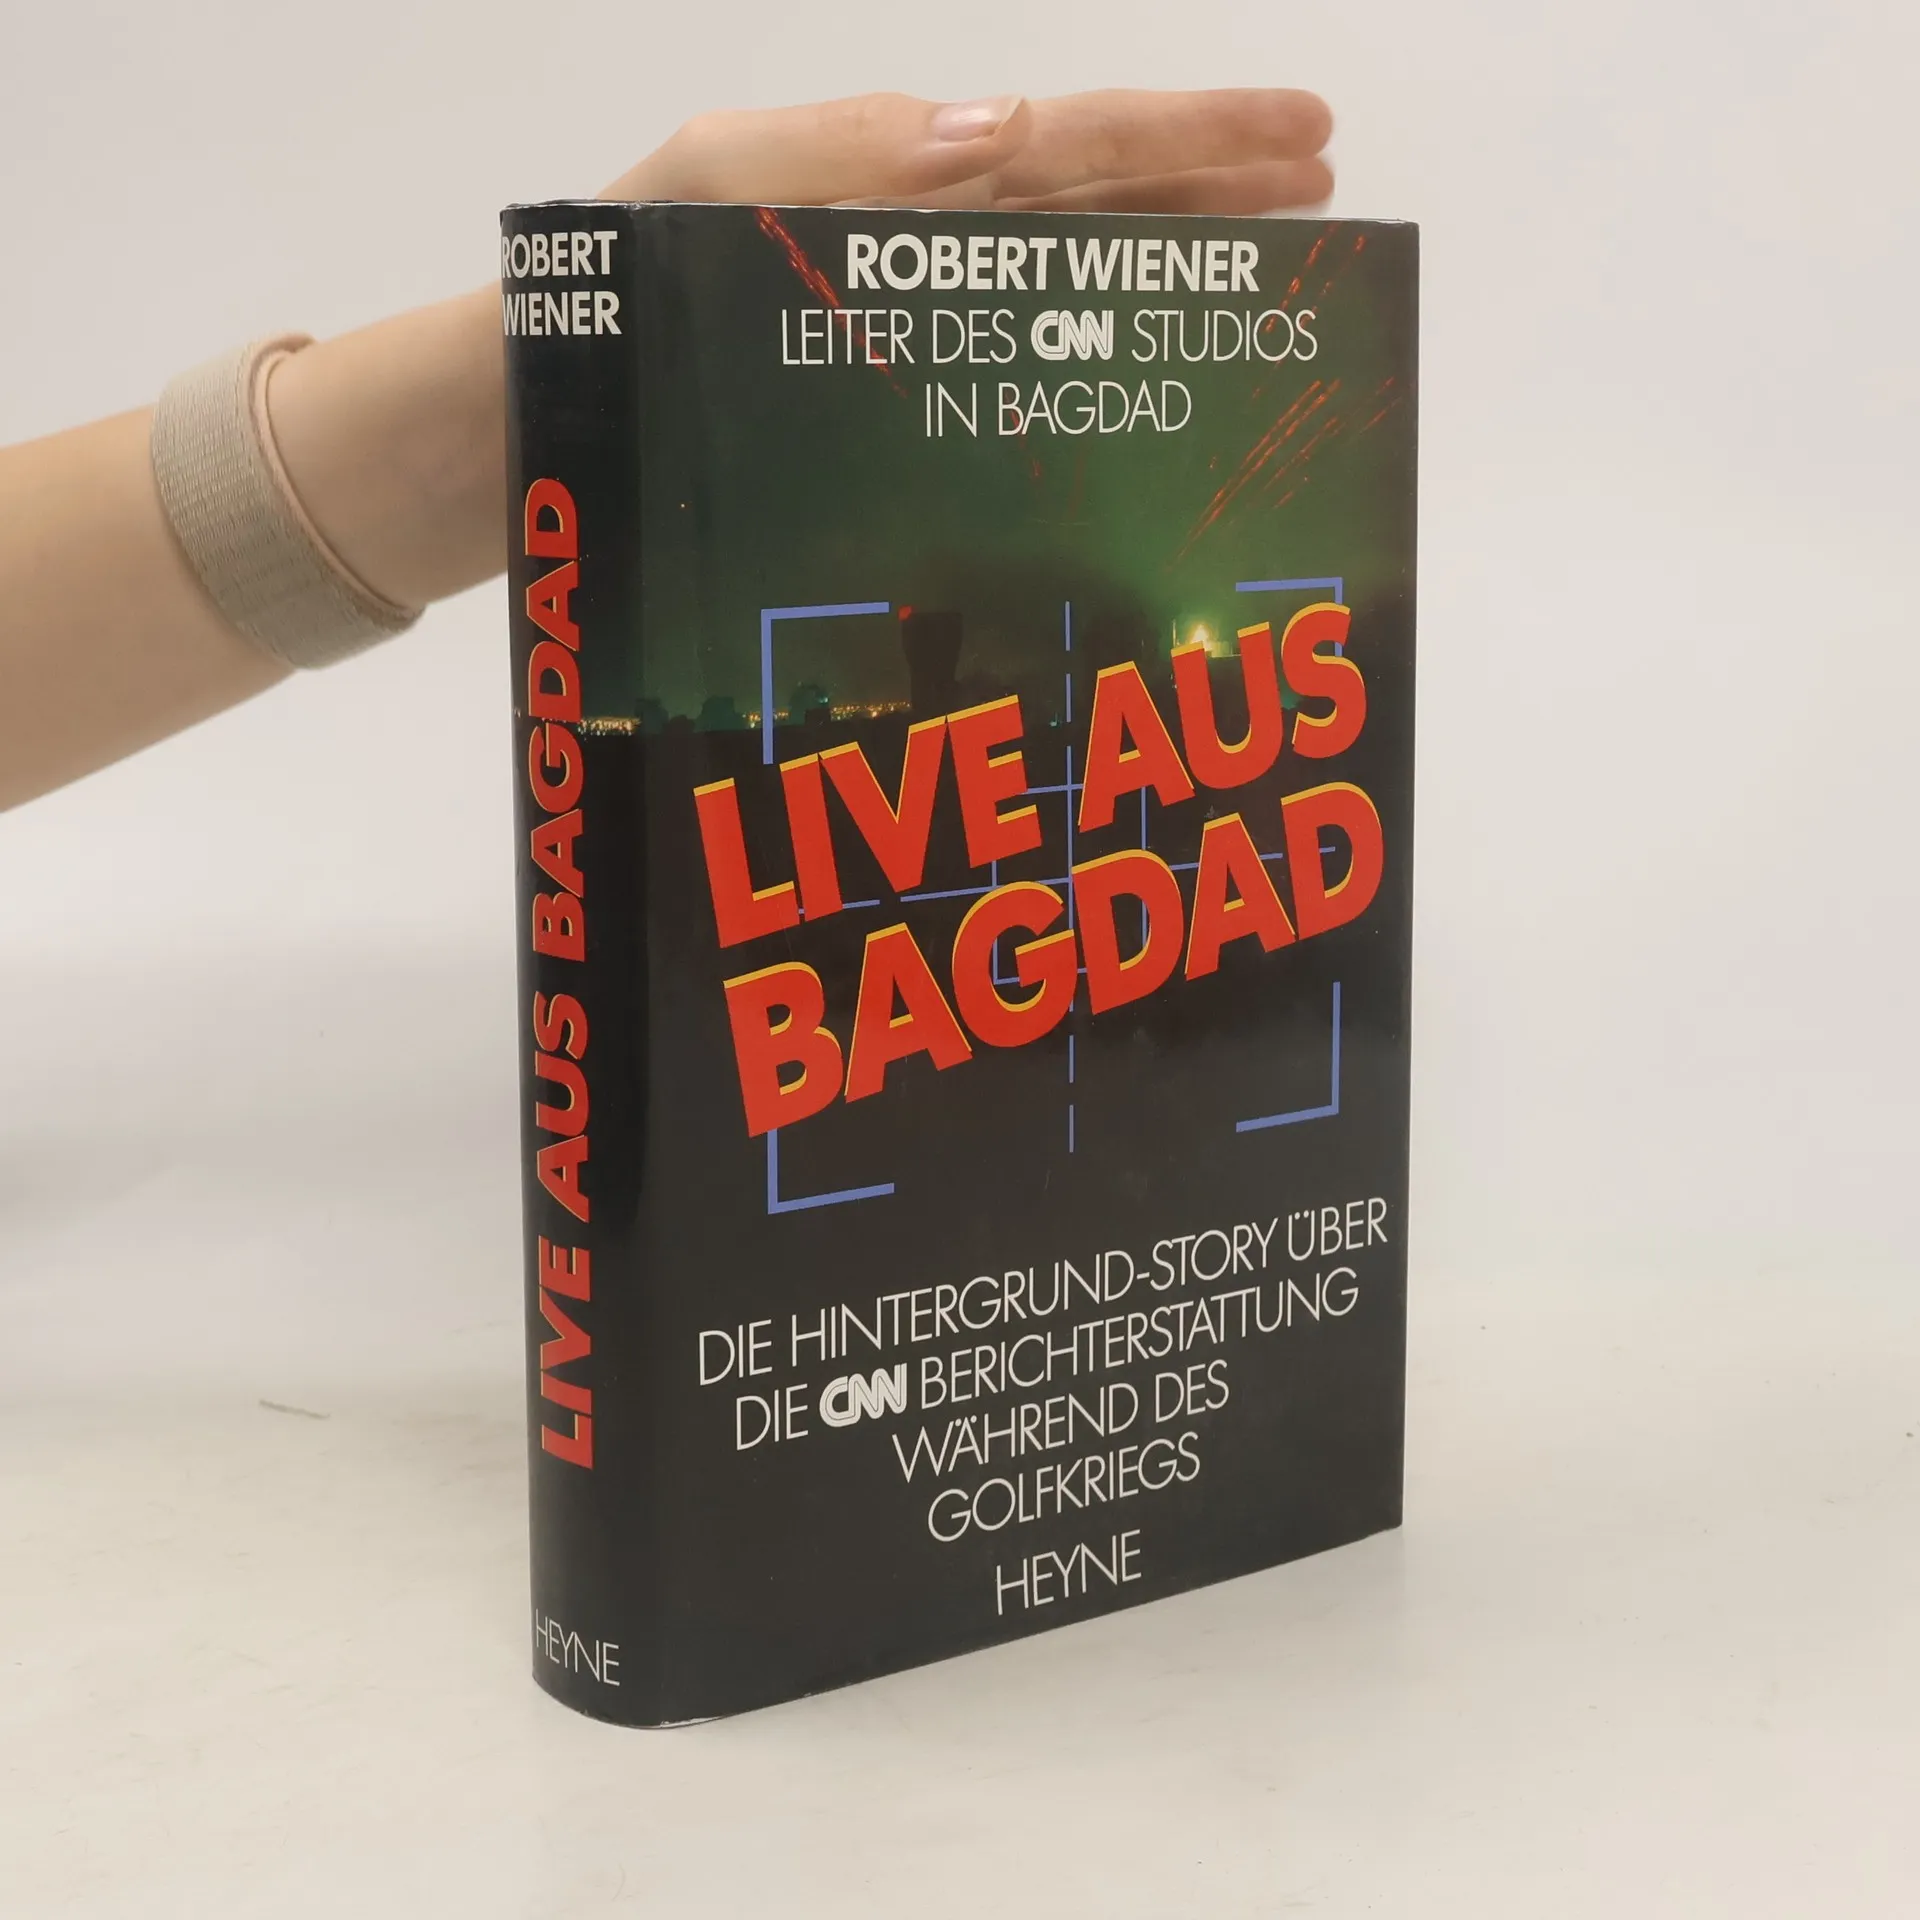 ROBERT
WIENER
LIVE AUS BAGDAD
HEYNE
ROBERT WIENER
LEITER DES CNN STUDIOS
IN BAGDAD
LIVE AUS
BAGDAD
DIE HINTERGRUND-STORY ÜBER
DIE CNN BERICHTERSTATTUNG
WÄHREND DES
GOLFKRIEGS
HEYNE